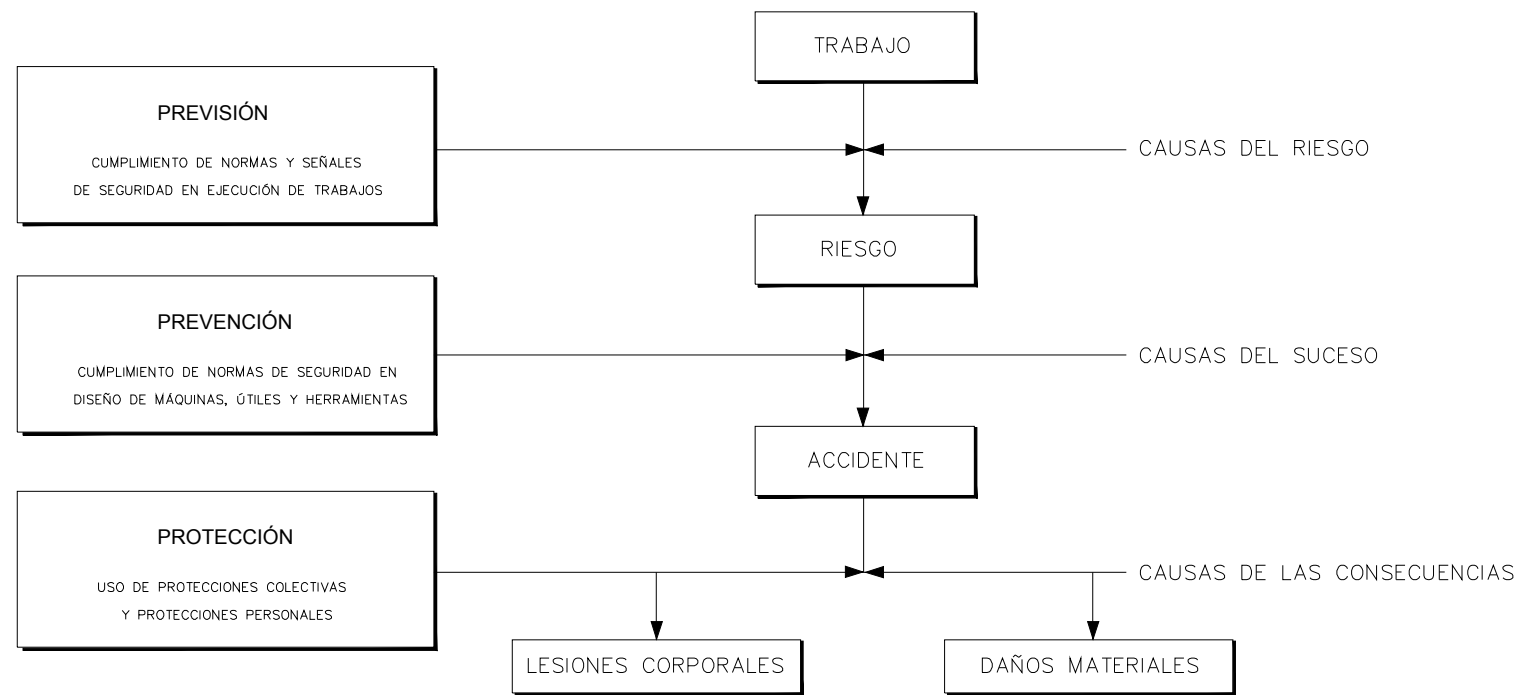 TRABAJO
PREVISIÓN
CUMPLIMIENTO DE NORMAS Y SEÑALES
DE SEGURIDAD EN EJECUCIÓN DE TRABAJOS
CAUSAS DEL RIESGO
RIESGO
PREVENCIÓN
CUMPLIMIENTO DE NORMAS DE SEGURIDAD EN
DISEÑO DE MÁQUINAS, ÚTILES Y HERRAMIENTAS
CAUSAS DEL SUCESO
ACCIDENTE
PROTECCIÓN
USO DE PROTECCIONES COLECTIVAS
Y PROTECCIONES PERSONALES
CAUSAS DE LAS CONSECUENCIAS
LESIONES CORPORALES
DAÑOS MATERIALES